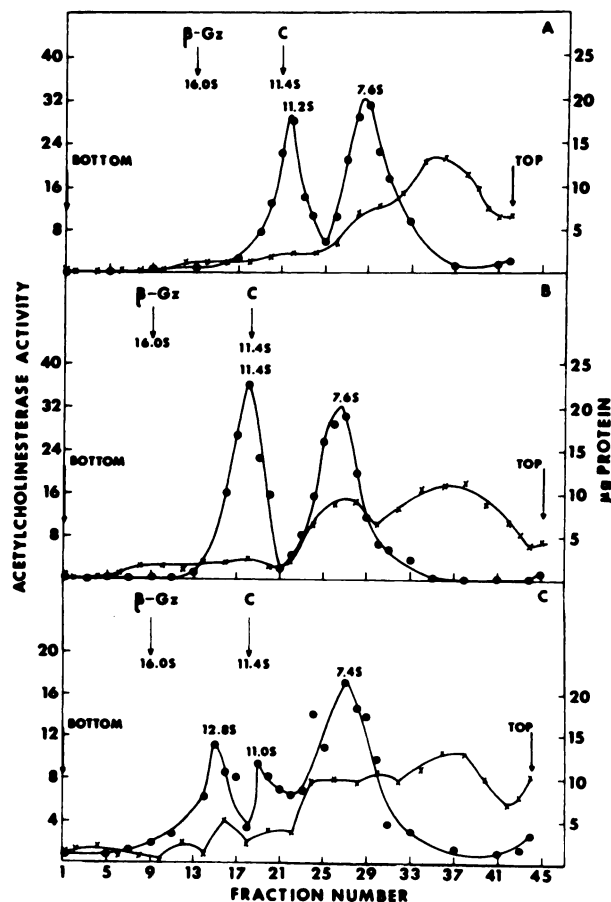 A
β-Gz C
16.0S 11.4S
11.2S 7.6S
BOTTOM TOP
40
32
24
16
8
25
20
15
10
5
B
β-Gz C
16.0S 11.4S
11.4S 7.6S
BOTTOM TOP
40
32
24
16
8
25
20
15
10
5
C
β-Gz C
16.0S 11.4S
12.8S 11.0S 7.4S
BOTTOM TOP
20
16
12
8
4
20
15
10
5
1 5 9 13 17 21 25 29 33 37 41 45
FRACTION NUMBER
ACETYLCHOLINESTERASE ACTIVITY
µg PROTEIN